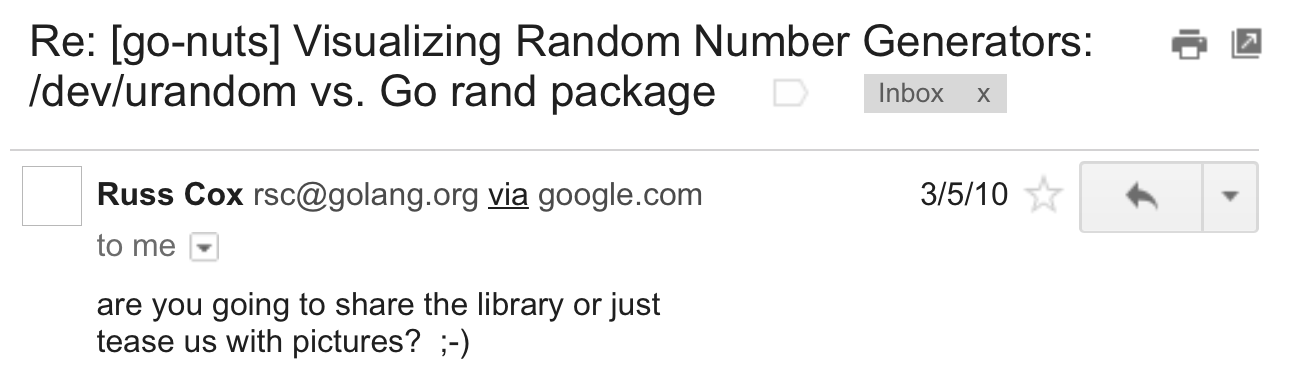 Re: [go-nuts] Visualizing Random Number Generators:
/dev/urandom vs. Go rand package Inbox x
Russ Cox rsc@golang.org via google.com 3/5/10
to me
are you going to share the library or just
tease us with pictures?  ;-)